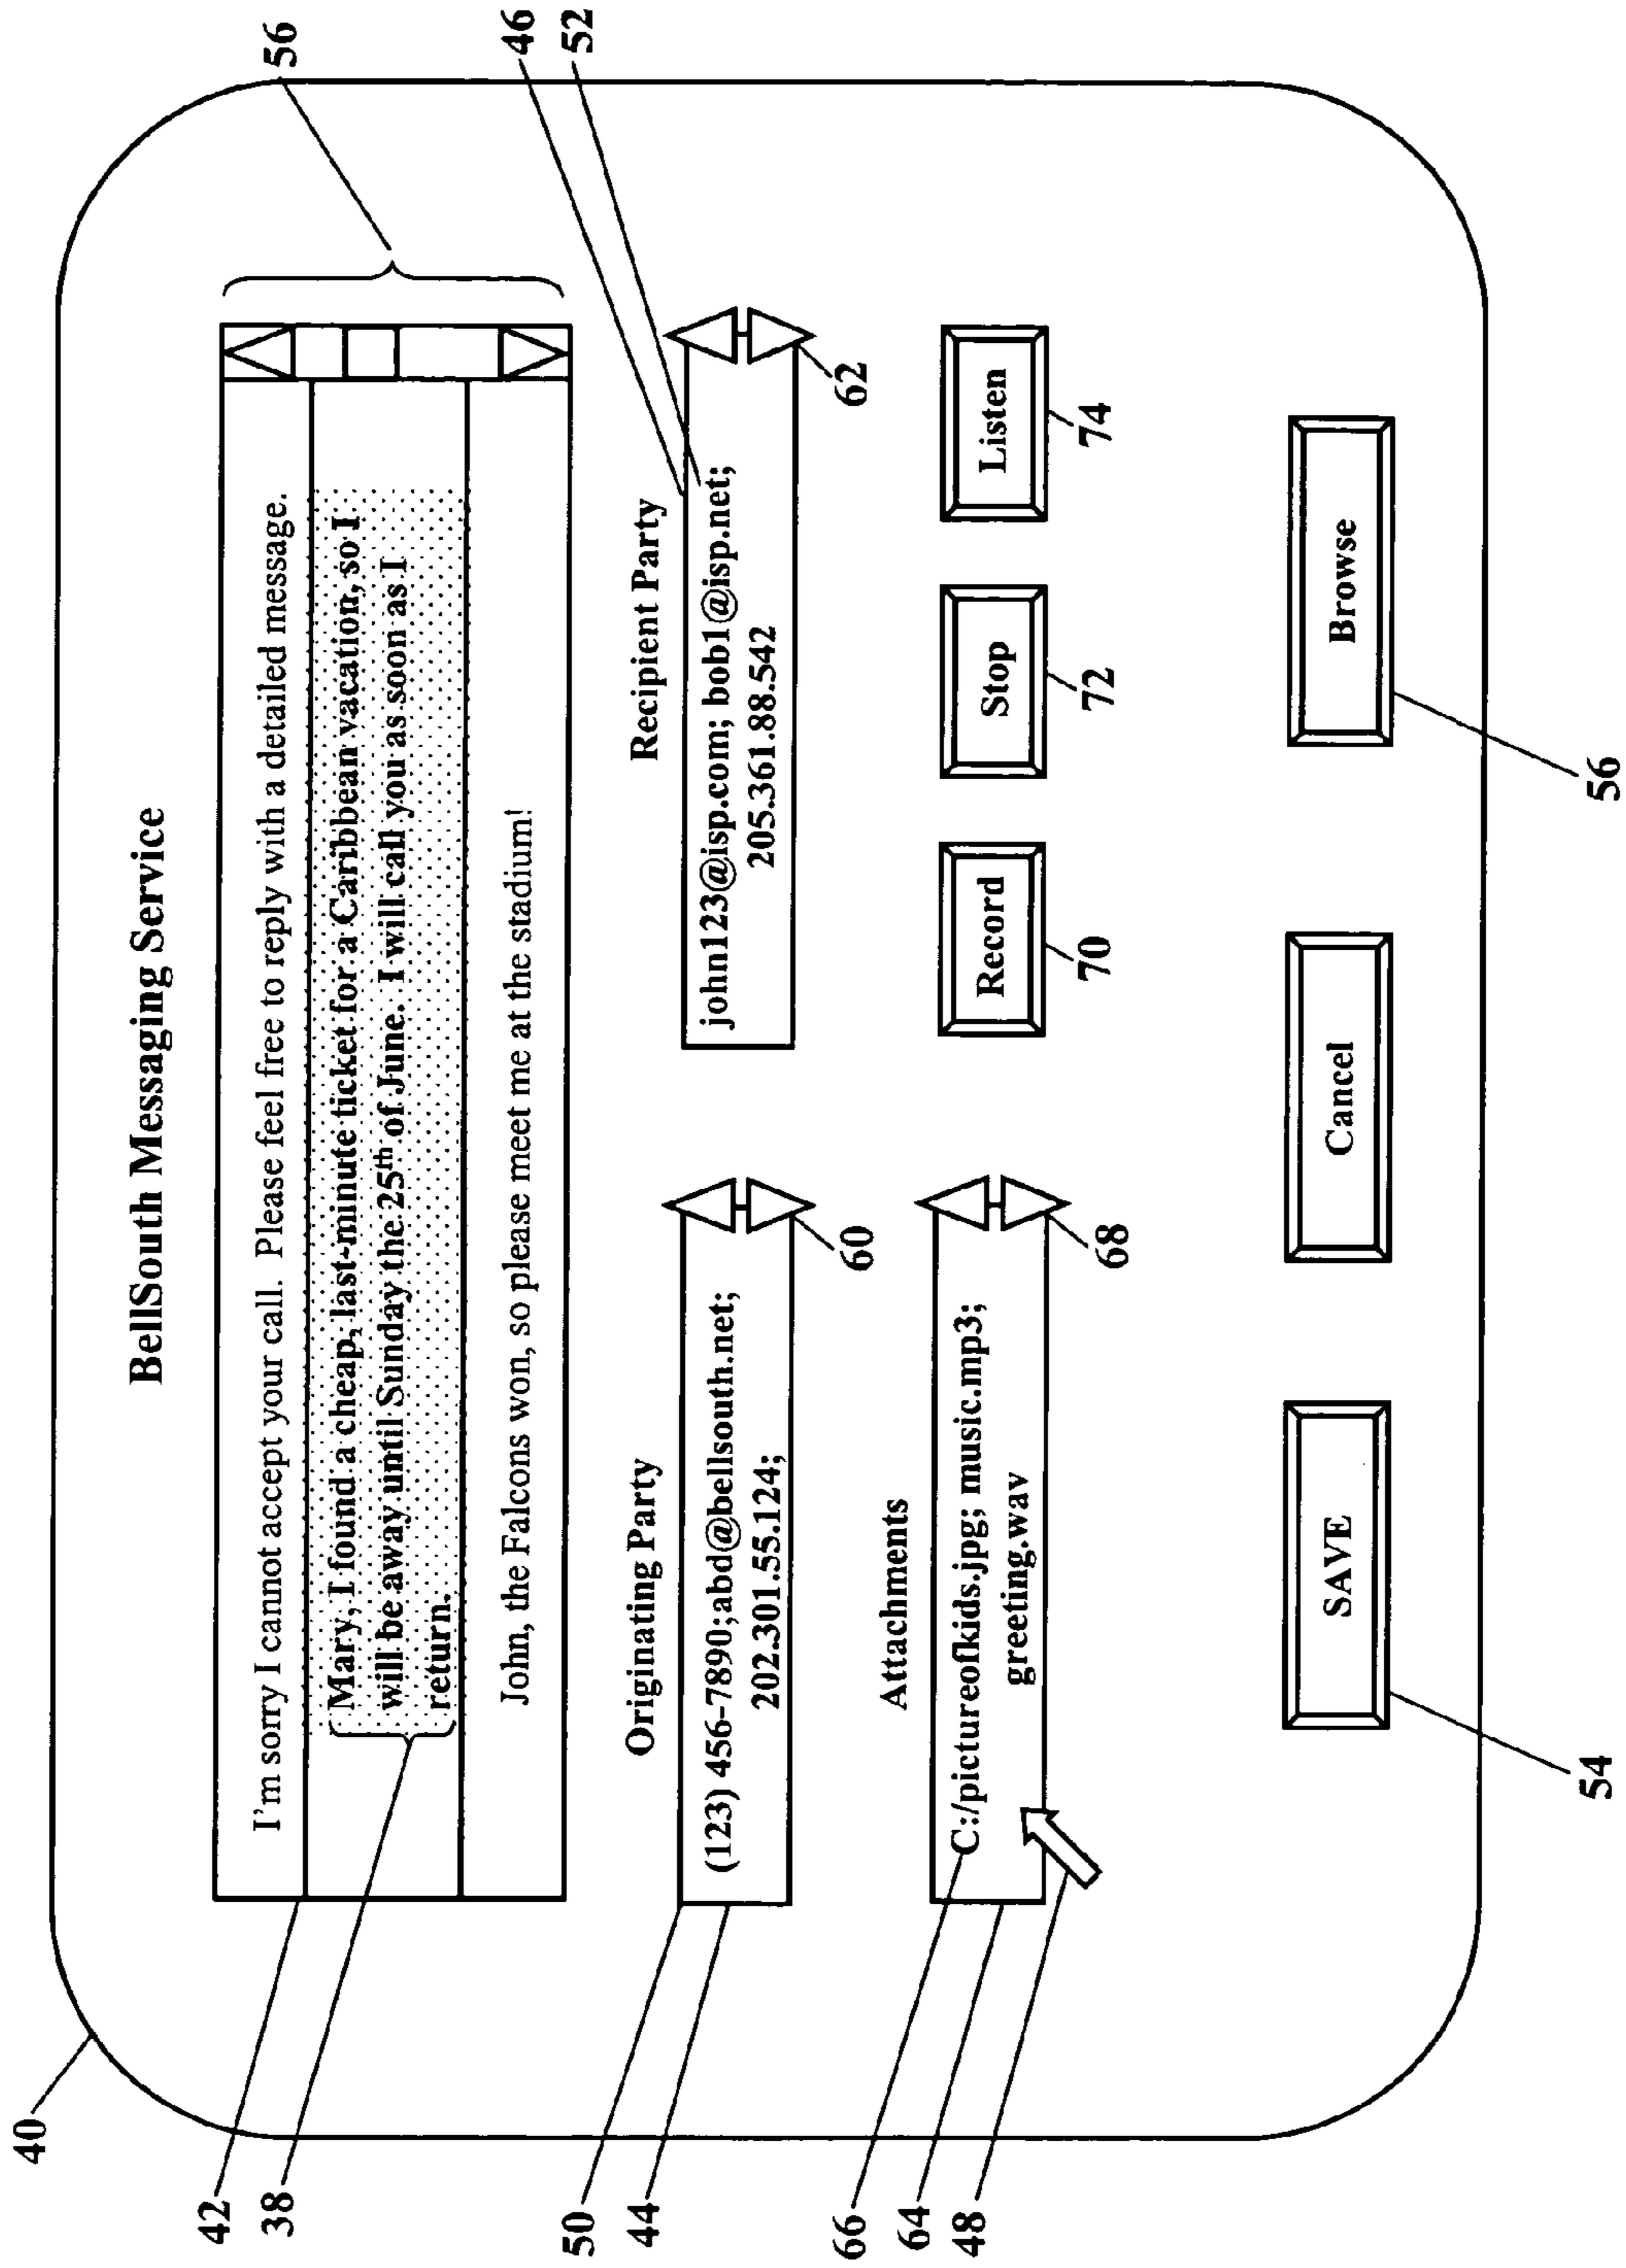 BellSouth Messaging Service
40
42
38
I'm sorry I cannot accept your call. Please feel free to reply with a detailed message.
Mary, I found a cheap, last-minute ticket for a Caribbean vacation, so I
will be away until Sunday the 25th of June. I will call you as soon as I
return.
John, the Falcons won, so please meet me at the stadium!
56
46
52
50
44
Originating Party
(123) 456-7890;abd@bellsouth.net;
202.301.55.124;
60
Recipient Party
john123@isp.com; bob1@isp.net;
205.361.88.542
62
66
64
48
Attachments
C:/pictureofkids.jpg; music.mp3;
greeting.wav
68
Record
70
Stop
72
Listen
74
SAVE
54
Cancel
Browse
56